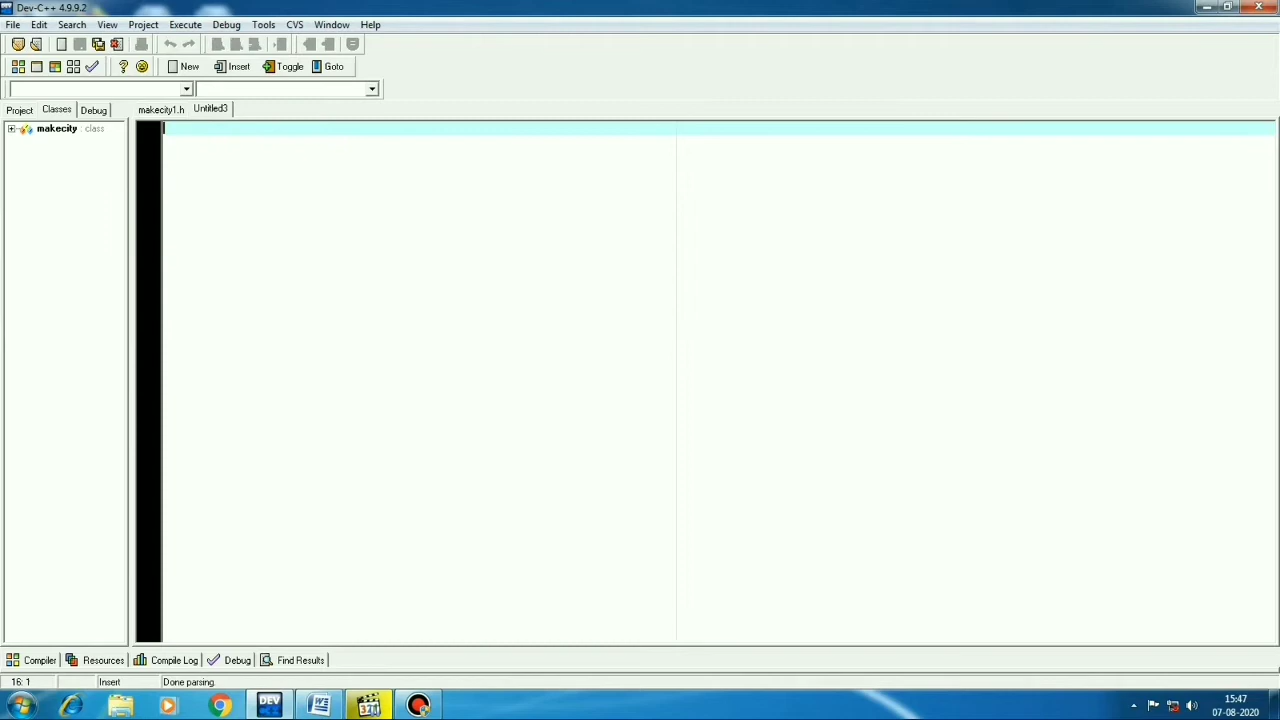 Dev-C++ 4.9.9.2
File Edit Search View Project Execute Debug Tools CVS Window Help
New Insert Toggle Goto
Project Classes Debug
makecity1.h Untitled3
makecity : class
Compiler Resources Compile Log Debug Find Results
16: 1 Insert Done parsing.
DEV
321
15:47
07-08-2020